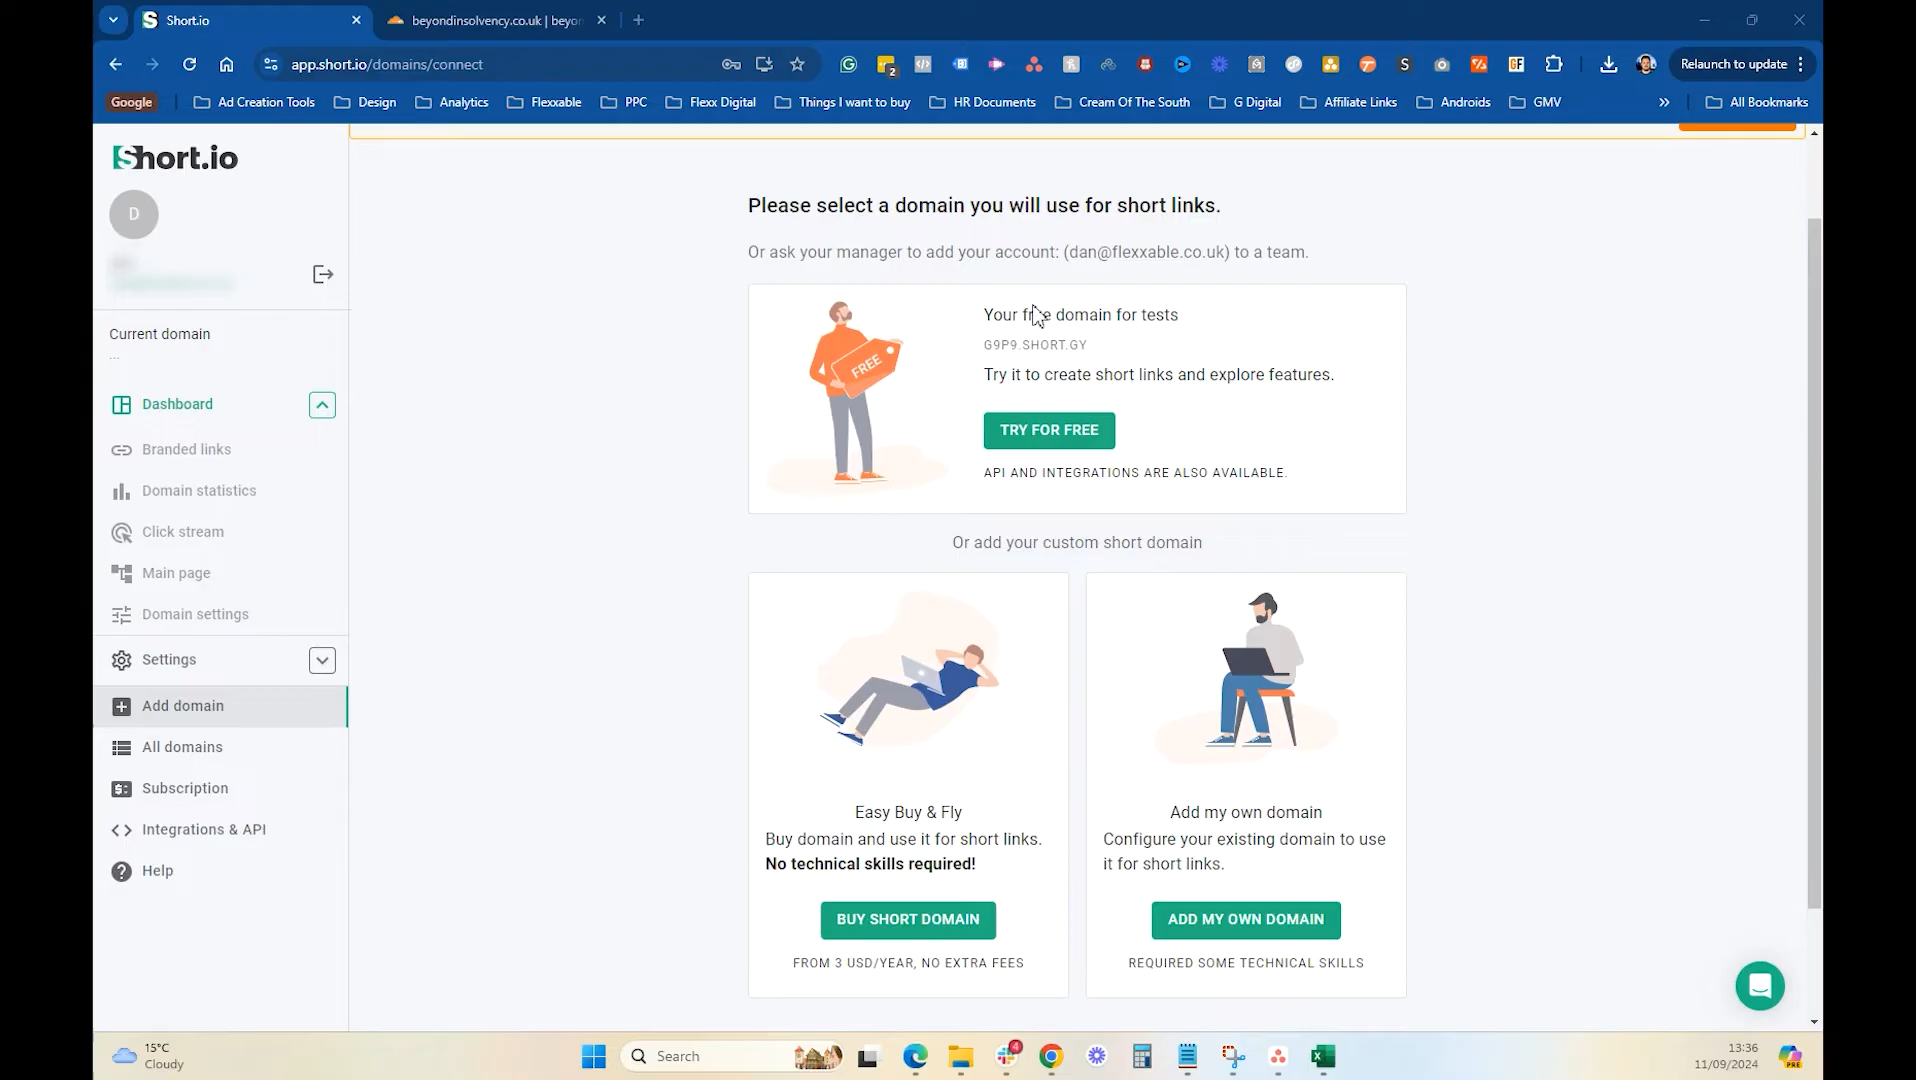 Short.io
beyondinsolvency.co.uk | beyon
app.short.io/domains/connect
2
S
GF
Relaunch to update
Google
Ad Creation Tools
Design
Analytics
Flexxable
PPC
Flexx Digital
Things I want to buy
HR Documents
Cream Of The South
G Digital
Affiliate Links
Androids
GMV
All Bookmarks
Short.io
D
Current domain
...
Dashboard
Branded links
Domain statistics
Click stream
Main page
Domain settings
Settings
Add domain
All domains
Subscription
Integrations & API
Help
Please select a domain you will use for short links.
Or ask your manager to add your account: (dan@flexxable.co.uk) to a team.
FREE
Your free domain for tests
G9P9.SHORT.GY
Try it to create short links and explore features.
TRY FOR FREE
API AND INTEGRATIONS ARE ALSO AVAILABLE.
Or add your custom short domain
Easy Buy & Fly
Buy domain and use it for short links.
No technical skills required!
BUY SHORT DOMAIN
FROM 3 USD/YEAR, NO EXTRA FEES
Add my own domain
Configure your existing domain to use
it for short links.
ADD MY OWN DOMAIN
REQUIRED SOME TECHNICAL SKILLS
15°C
Cloudy
Search
4
13:36
11/09/2024
PRE